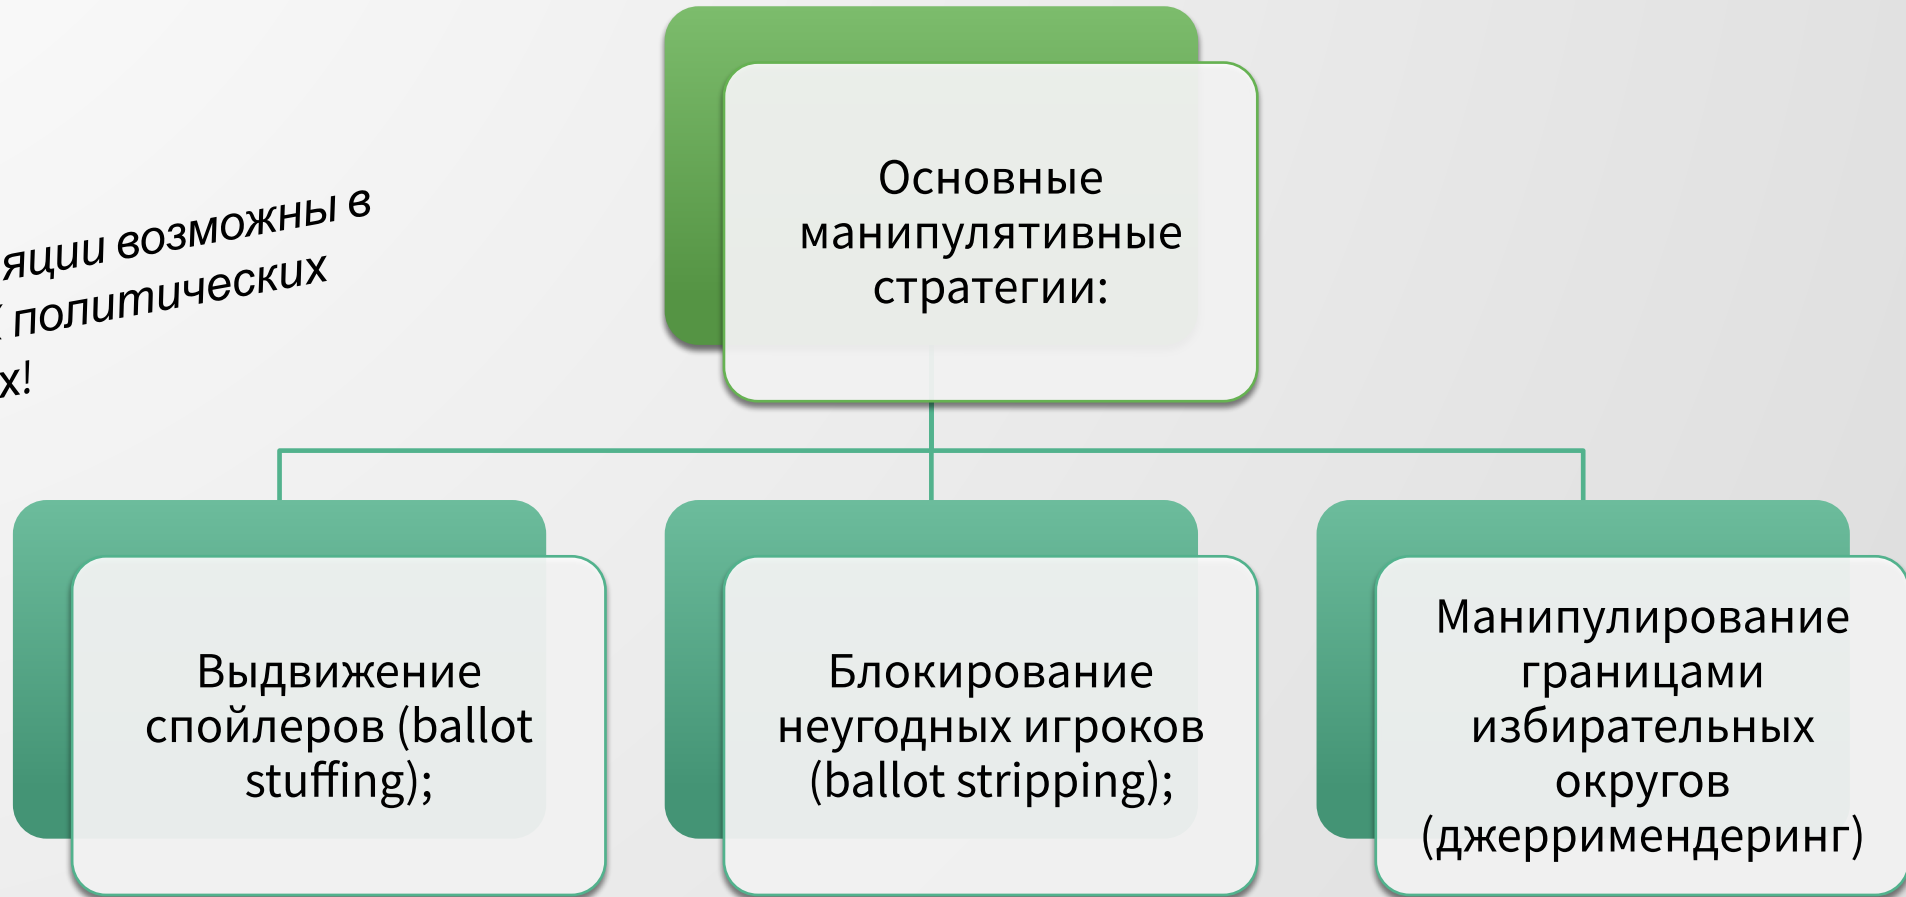 Основные
манипулятивные
стратегии:
яции возможны в
политических
х!
Выдвижение
спойлеров (ballot
stuffing);
Блокирование
неугодных игроков
(ballot stripping);
Манипулирование
границами
избирательных
округов
(джерримендеринг)